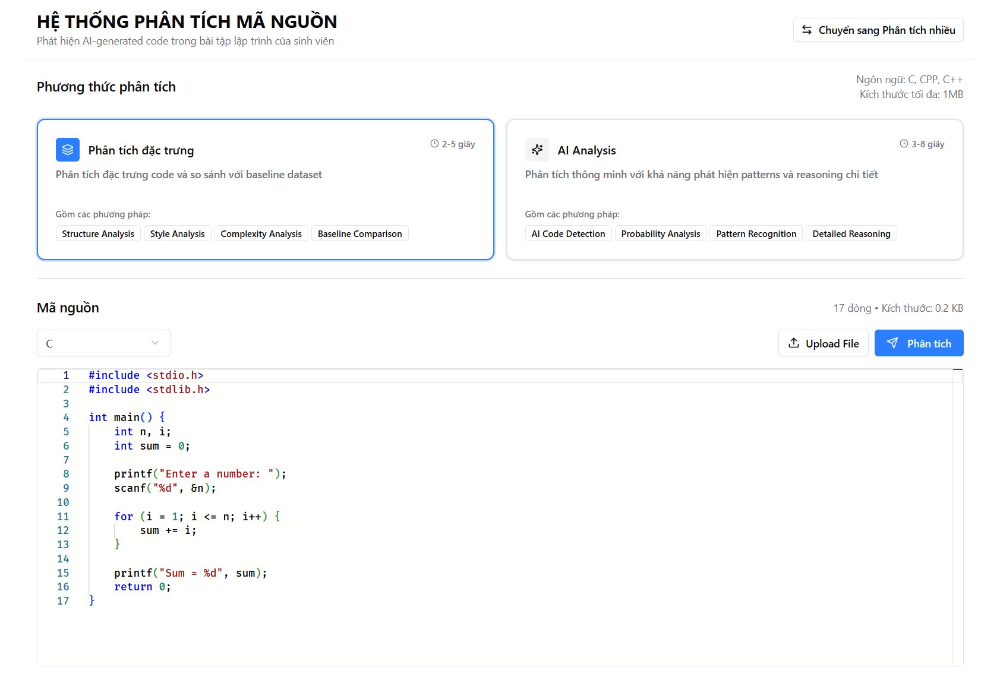 HỆ THỐNG PHÂN TÍCH MÃ NGUỒN
Phát hiện AI-generated code trong bài tập lập trình của sinh viên
Chuyển sang Phân tích nhiều
Phương thức phân tích
Ngôn ngữ: C, CPP, C++
Kích thước tối đa: 1MB
Phân tích đặc trưng
2-5 giây
Phân tích đặc trưng code và so sánh với baseline dataset
Gồm các phương pháp:
Structure Analysis
Style Analysis
Complexity Analysis
Baseline Comparison
AI Analysis
3-8 giây
Phân tích thông minh với khả năng phát hiện patterns và reasoning chi tiết
Gồm các phương pháp:
AI Code Detection
Probability Analysis
Pattern Recognition
Detailed Reasoning
Mã nguồn
17 dòng • Kích thước: 0.2 KB
C
Upload File
Phân tích
1 #include <stdio.h>
2 #include <stdlib.h>
3
4 int main() {
5     int n, i;
6     int sum = 0;
7
8     printf("Enter a number: ");
9     scanf("%d", &n);
10
11     for (i = 1; i <= n; i++) {
12         sum += i;
13     }
14
15     printf("Sum = %d", sum);
16     return 0;
17 }